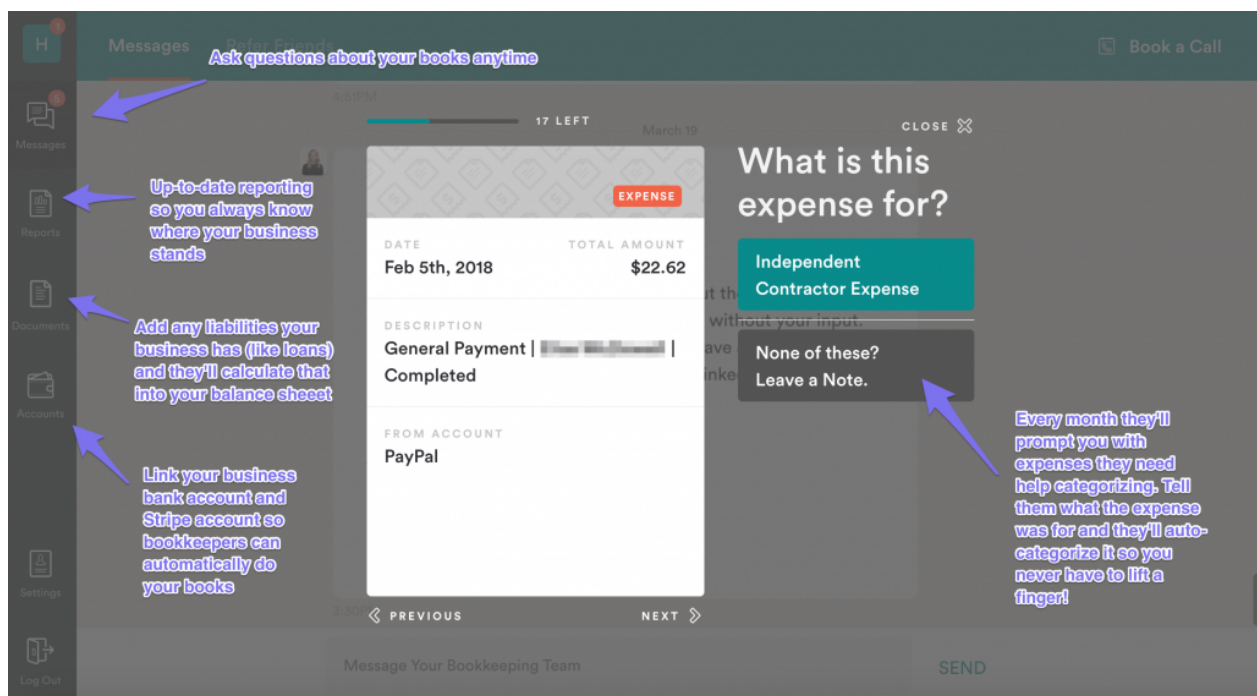 1
H
Messages
Refer Friends
Book a Call
Ask questions about your books anytime
5
Messages
Up-to-date reporting
so you always know
where your business
stands
Reports
Add any liabilities your
business has (like loans)
and they'll calculate that
into your balance sheeet
Documents
Accounts
Link your business
bank account and
Stripe account so
bookkeepers can
automatically do
your books
Settings
Log Out
17 LEFT
March 19
CLOSE
EXPENSE
DATE
TOTAL AMOUNT
Feb 5th, 2018
$22.62
DESCRIPTION
General Payment | |
Completed
FROM ACCOUNT
PayPal
PREVIOUS
NEXT
What is this
expense for?
Independent
Contractor Expense
without your input.
None of these?
Leave a Note.
Every month they'll
prompt you with
expenses they need
help categorizing. Tell
them what the expense
was for and they'll auto-
categorize it so you
never have to lift a
finger!
Message Your Bookkeeping Team
SEND